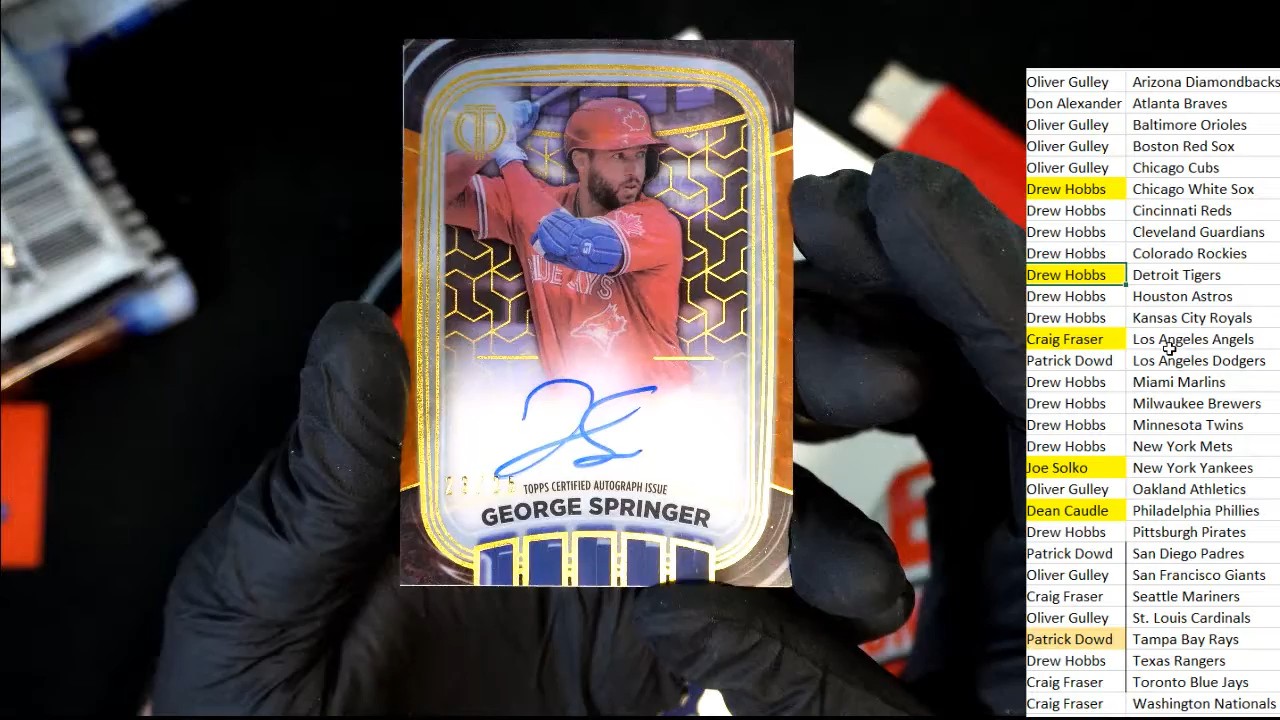 BLUE JAYS
TOPPS CERTIFIED AUTOGRAPH ISSUE
GEORGE SPRINGER
Oliver Gulley Arizona Diamondbacks
Don Alexander Atlanta Braves
Oliver Gulley Baltimore Orioles
Oliver Gulley Boston Red Sox
Oliver Gulley Chicago Cubs
Drew Hobbs Chicago White Sox
Drew Hobbs Cincinnati Reds
Drew Hobbs Cleveland Guardians
Drew Hobbs Colorado Rockies
Drew Hobbs Detroit Tigers
Drew Hobbs Houston Astros
Drew Hobbs Kansas City Royals
Craig Fraser Los Angeles Angels
Patrick Dowd Los Angeles Dodgers
Drew Hobbs Miami Marlins
Drew Hobbs Milwaukee Brewers
Drew Hobbs Minnesota Twins
Drew Hobbs New York Mets
Joe Solko New York Yankees
Oliver Gulley Oakland Athletics
Dean Caudle Philadelphia Phillies
Drew Hobbs Pittsburgh Pirates
Patrick Dowd San Diego Padres
Oliver Gulley San Francisco Giants
Craig Fraser Seattle Mariners
Oliver Gulley St. Louis Cardinals
Patrick Dowd Tampa Bay Rays
Drew Hobbs Texas Rangers
Craig Fraser Toronto Blue Jays
Craig Fraser Washington Nationals